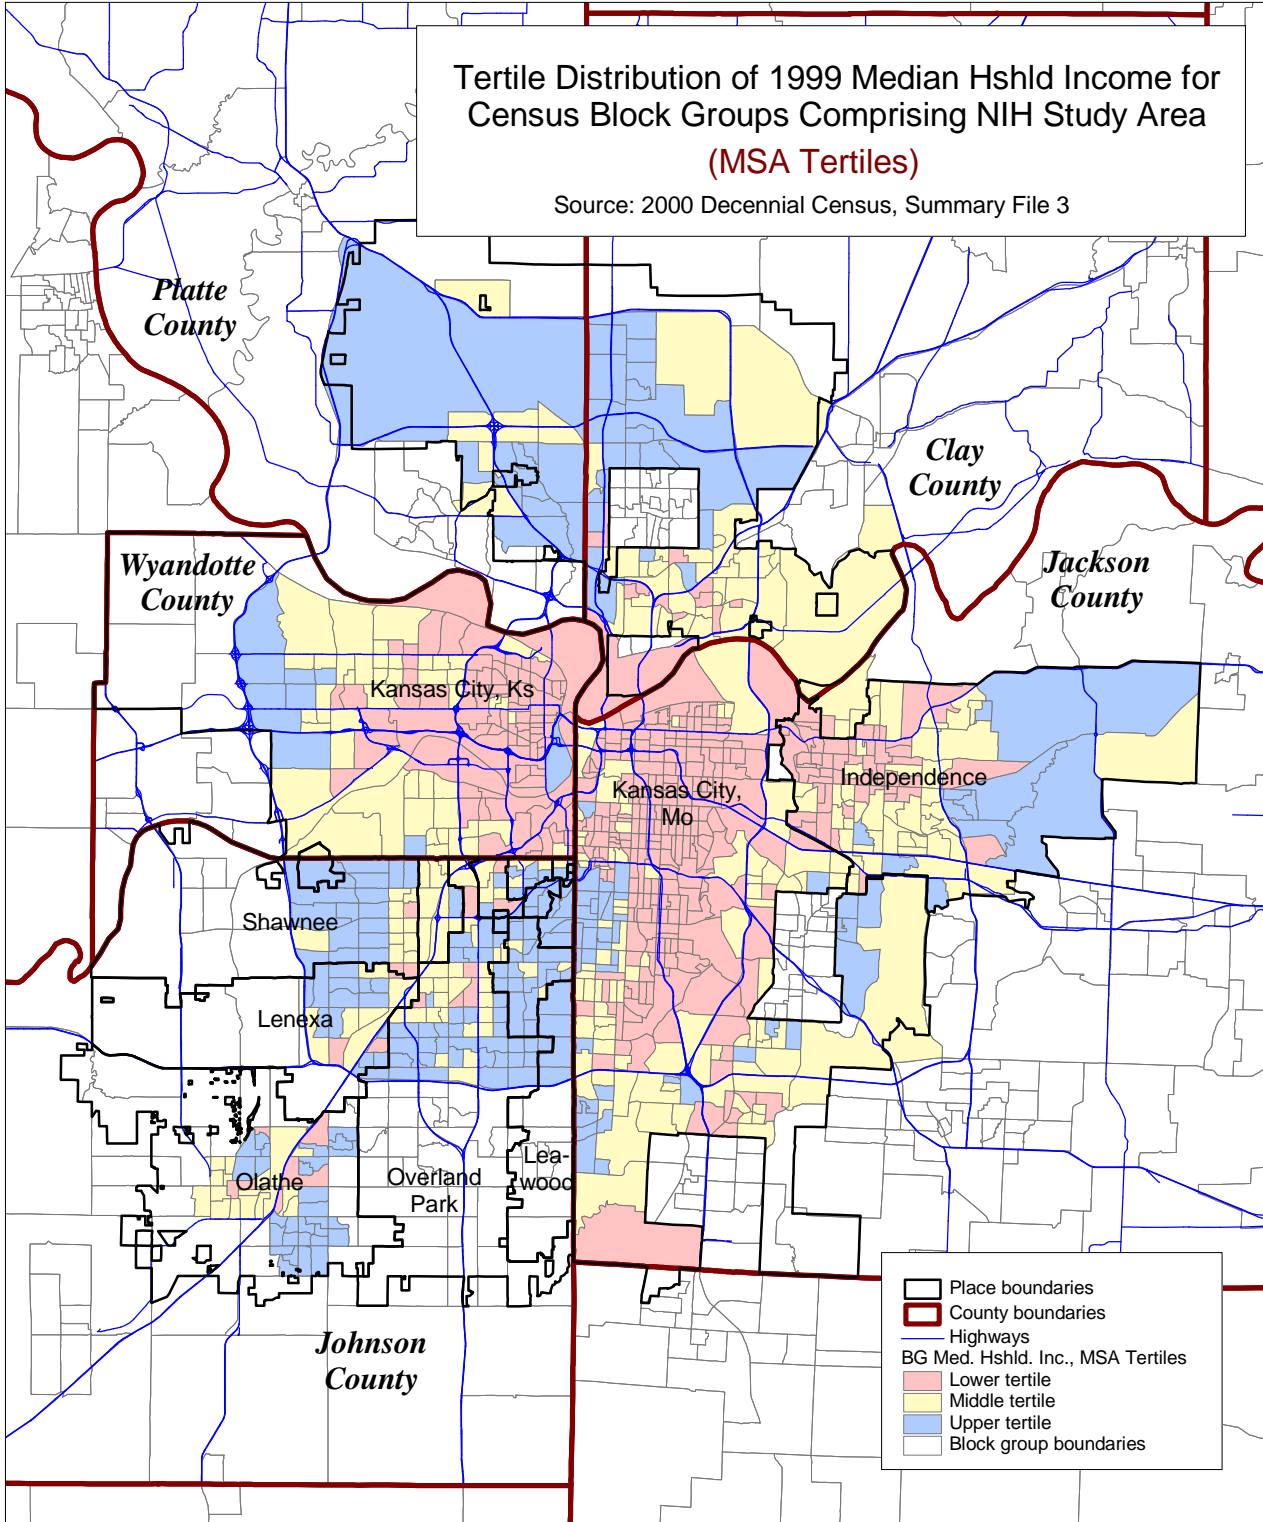 Tertile Distribution of 1999 Median Hshld Income for
Census Block Groups Comprising NIH Study Area
(MSA Tertiles)
Source: 2000 Decennial Census, Summary File 3
Platte
County
Clay
County
Wyandotte
County
Jackson
County
Kansas City, Ks
Independence
Kansas City,
Mo
Shawnee
Lenexa
Olathe
Overland
Park
Lea-
wood
Johnson
County
Place boundaries
County boundaries
Highways
BG Med. Hshld. Inc., MSA Tertiles
Lower tertile
Middle tertile
Upper tertile
Block group boundaries